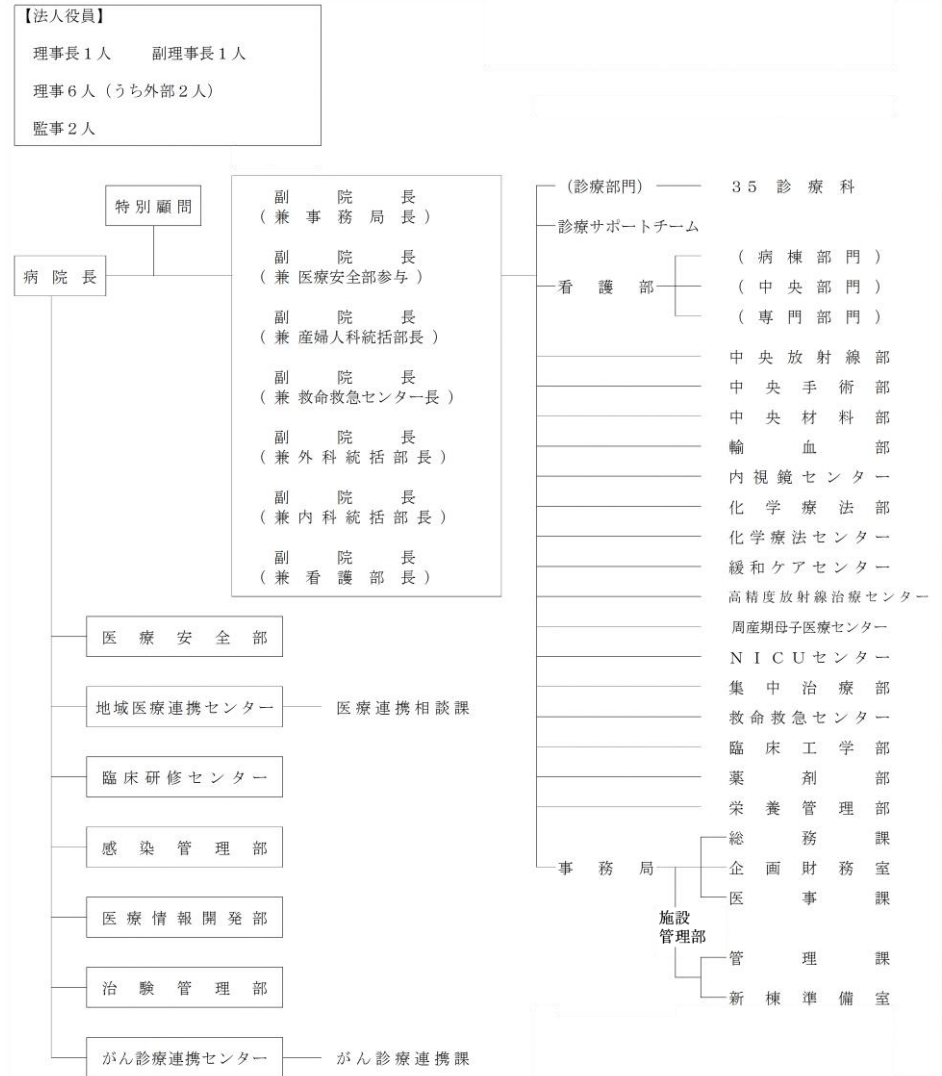 【法人役員】
理事長1人　副理事長1人
理事6人（うち外部2人）
監事2人
特別顧問
病院長
副院長
（兼事務局長）
副院長
（兼 医療安全部参与）
副院長
（兼 産婦人科統括部長）
副院長
（兼 救命救急センター長）
副院長
（兼外科統括部長）
副院長
（兼内科統括部長）
副院長
（兼看護部長）
医療安全部
地域医療連携センター　医療連携相談課
臨床研修センター
感染管理部
医療情報開発部
治験管理部
がん診療連携センター　がん診療連携課
（診療部門）　35診療科
診療サポートチーム
看護部
（病棟部門）
（中央部門）
（専門部門）
中央放射線部
中央手術部
中央材料部
輸血部
内視鏡センター
化学療法部
化学療法センター
緩和ケアセンター
高精度放射線治療センター
周産期母子医療センター
NICUセンター
集中治療部
救命救急センター
臨床工学部
薬剤部
栄養管理部
事務局
総務課
企画財務室
医事課
施設
管理部
管理課
新棟準備室